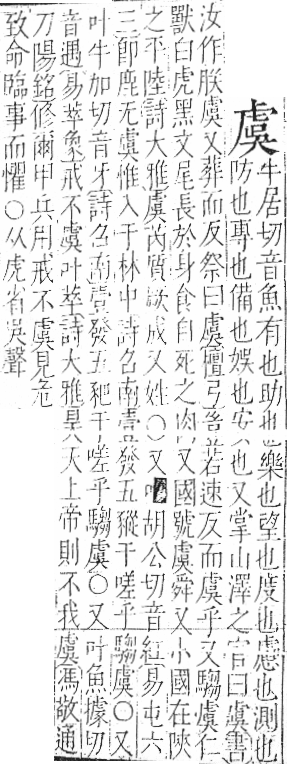 虞牛居切音魚有也助也樂也望也度也慮也測也
防也專也備也娛也安也又掌山澤之官曰虞書
汝作朕虞又葬而反祭曰虞檀弓豈若速反而虞乎又騶虞仁
獸白虎黑文尾長於身食自死之肉又國號虞舜又小國在陝
之平陸詩大雅虞芮質厥成又姓〇又叶胡公切音紅易屯六
三卽鹿无虞惟入于林中詩召南壹發五豵于嗟乎騶虞〇又
叶牛加切音牙詩召南壹發五豝于嗟乎騶虞〇又叶魚據切
音遇易萃象戒不虞叶萃詩大雅昊天上帝則不我虞馮敬通
刀陽銘修爾甲兵用戒不虞見危
致命臨事而懼〇从虎省吳聲